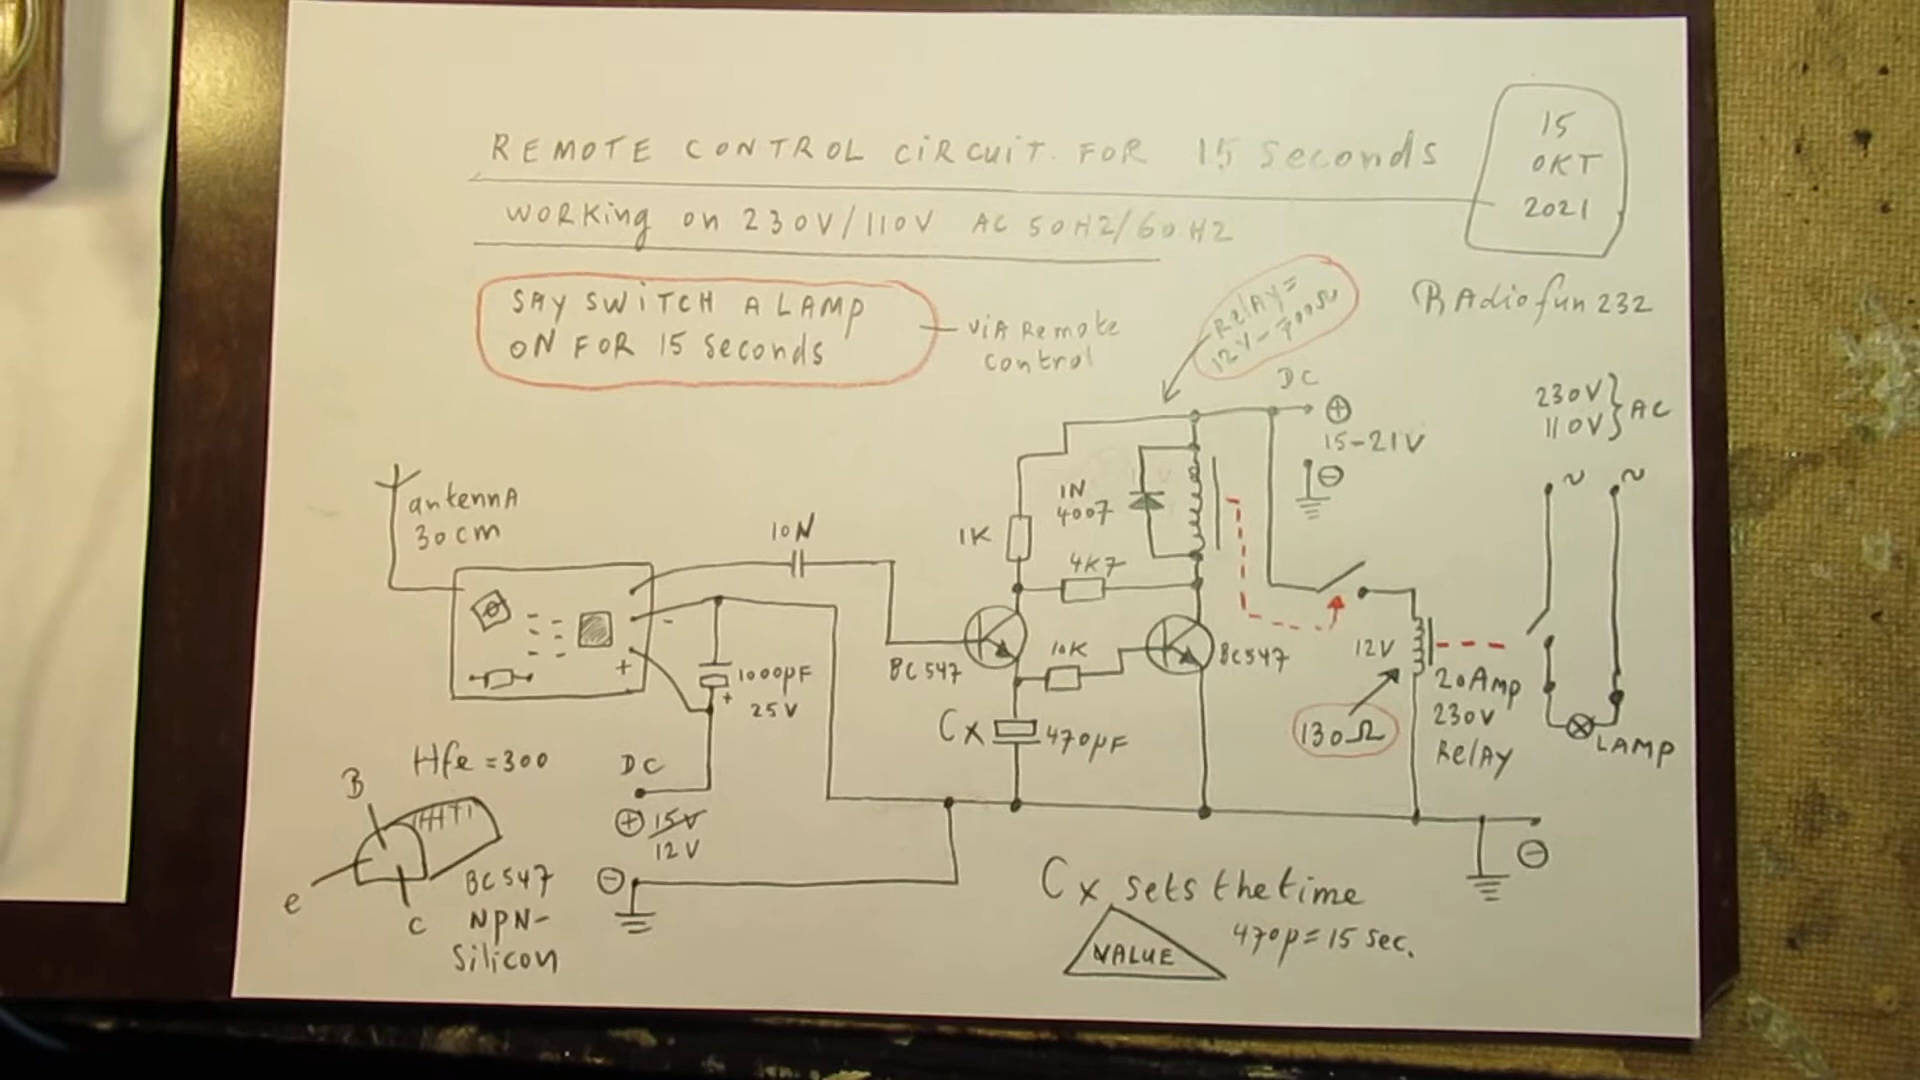 REMOTE CONTROL CIRCUIT. FOR 15 Seconds
WORKing on 230V/110V AC 50HZ/60HZ
15
OKT
2021
RAdiofun232
SAY SWITCH A LAMP
ON FOR 15 Seconds
ViA Remote
control
Relay=
12V-700Ω
DC
+
15-21V
-
230V
110V
} AC
~ ~
antennA
30cm
10N
1K
1N
4007
4K7
-
+
1000µF
25V
+
BC547
10K
BC547
12V
20Amp
230V
Relay
130Ω
LAMP
Cx
470µF
Hfe=300
B
e
C
BC547
NPN-
Silicon
DC
+ 15V
12V
-
-
Cx sets the time
VALUE
470µ=15 sec.